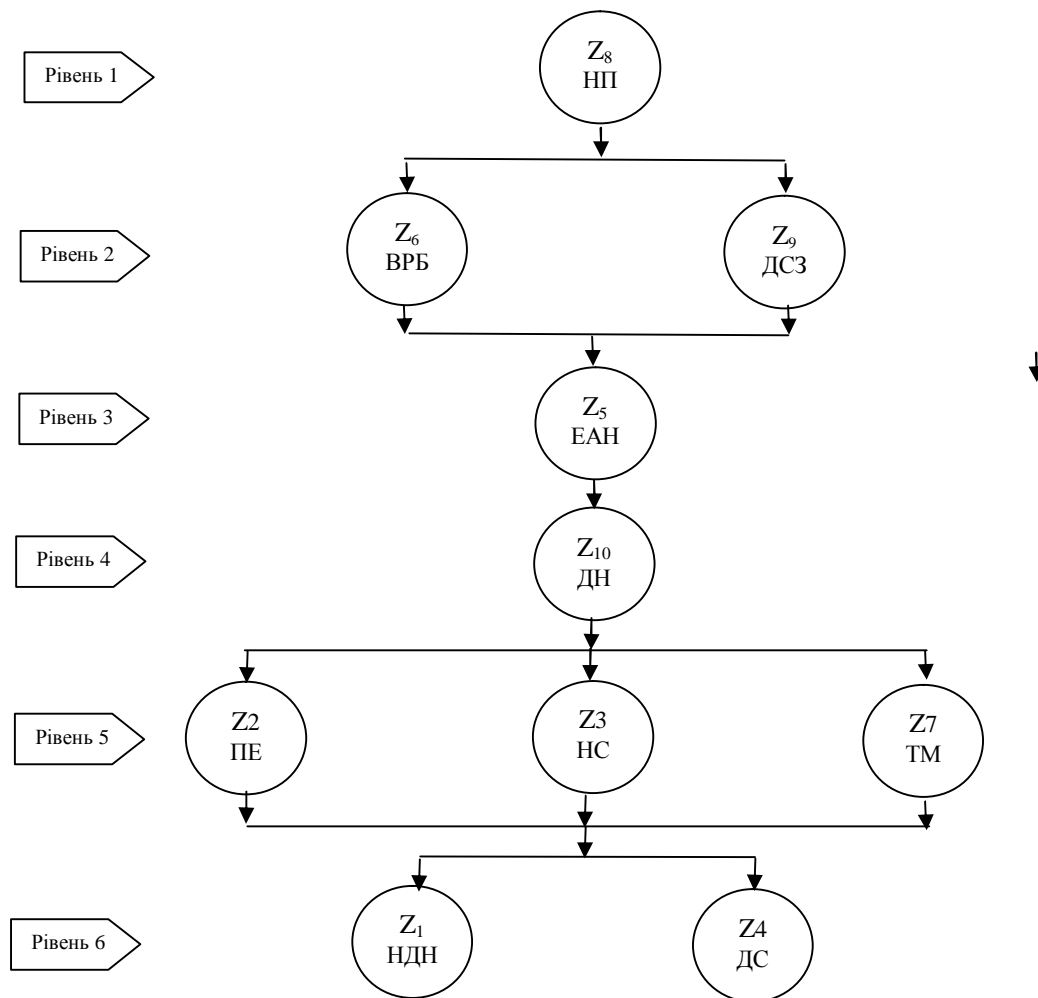 Рівень 1
Z₈
НП
Рівень 2
Z₆
ВРБ
Z₉
ДСЗ
Рівень 3
Z₅
ЕАН
Рівень 4
Z₁₀
ДН
Рівень 5
Z2
ПЕ
Z3
НС
Z7
ТМ
Рівень 6
Z₁
НДН
Z4
ДС